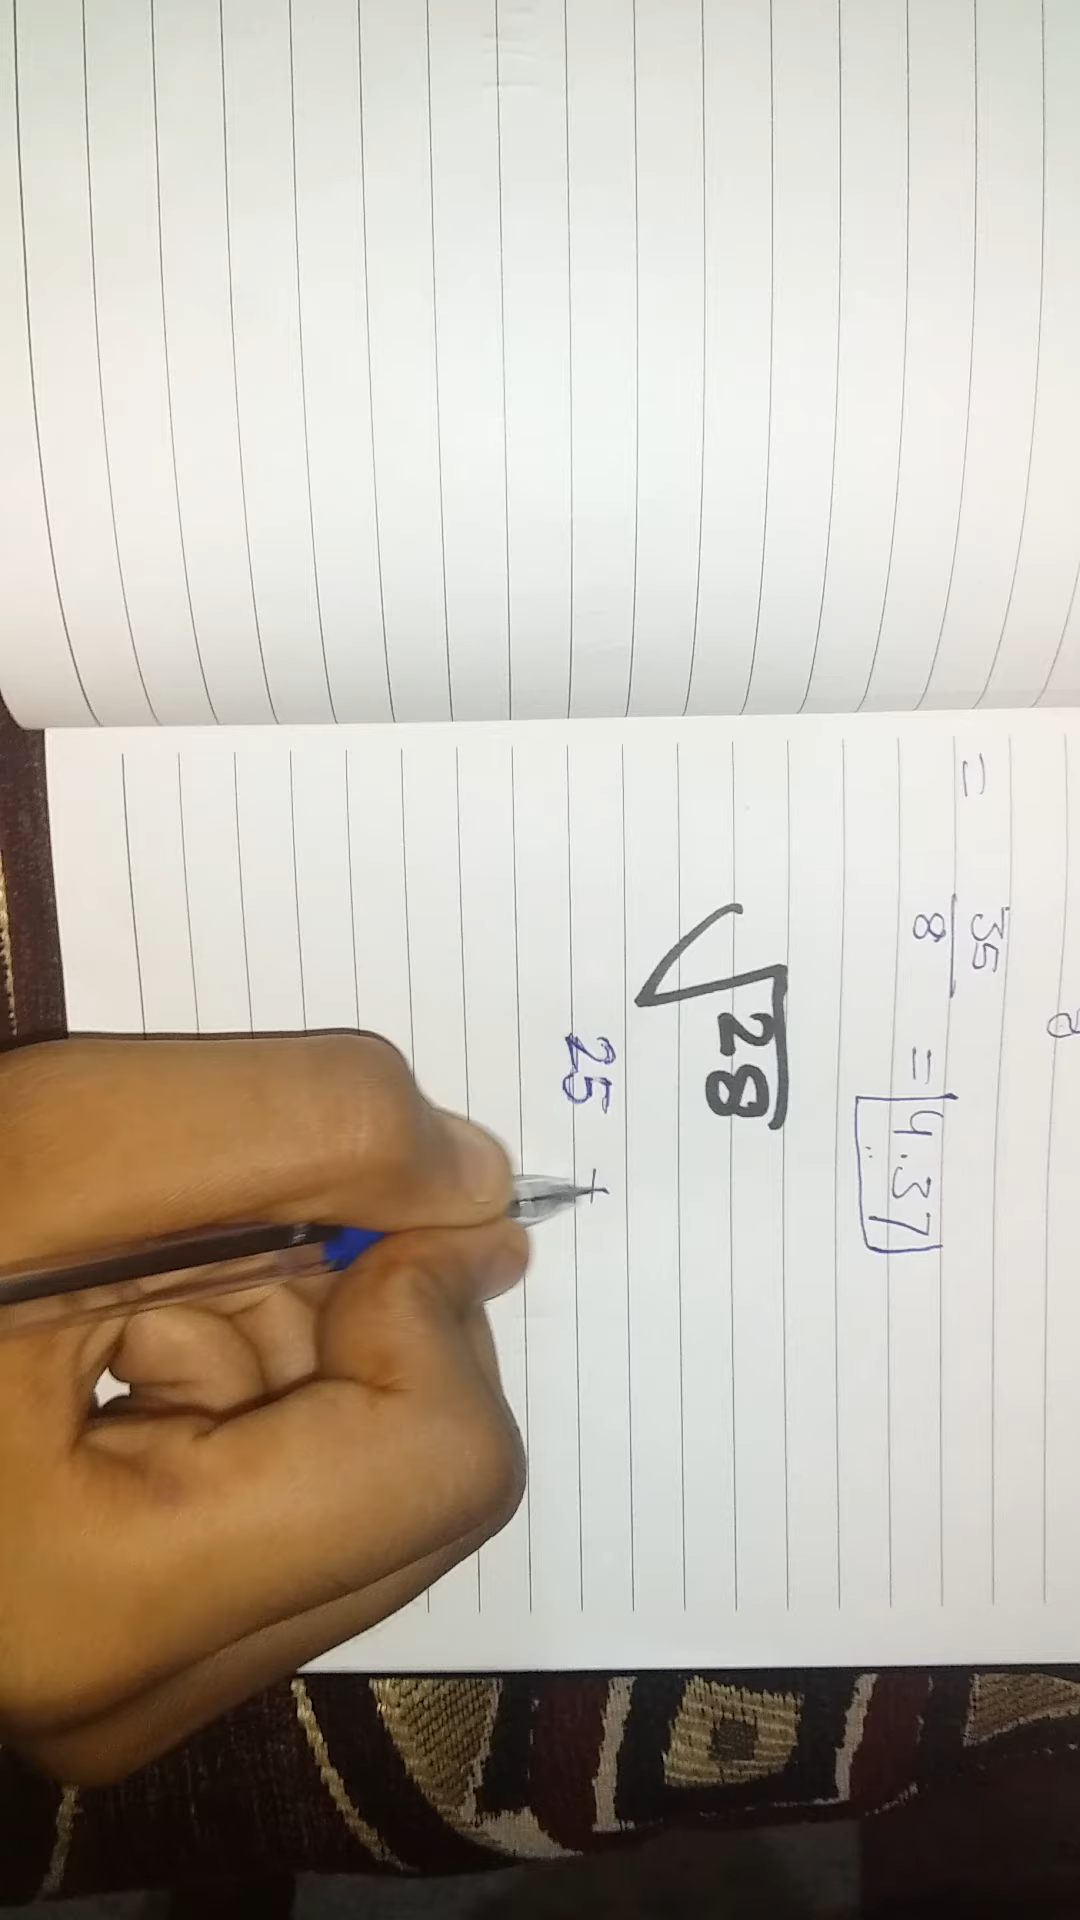 = 35/8 = 4.37
√28
25 +